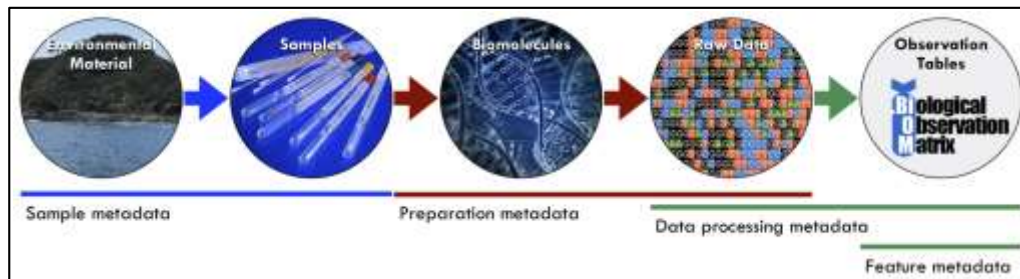 Environmental
Material
Samples
Biomolecules
Raw Data
Observation
Tables
Biological
Observation
Matrix
Sample metadata
Preparation metadata
Data processing metadata
Feature metadata